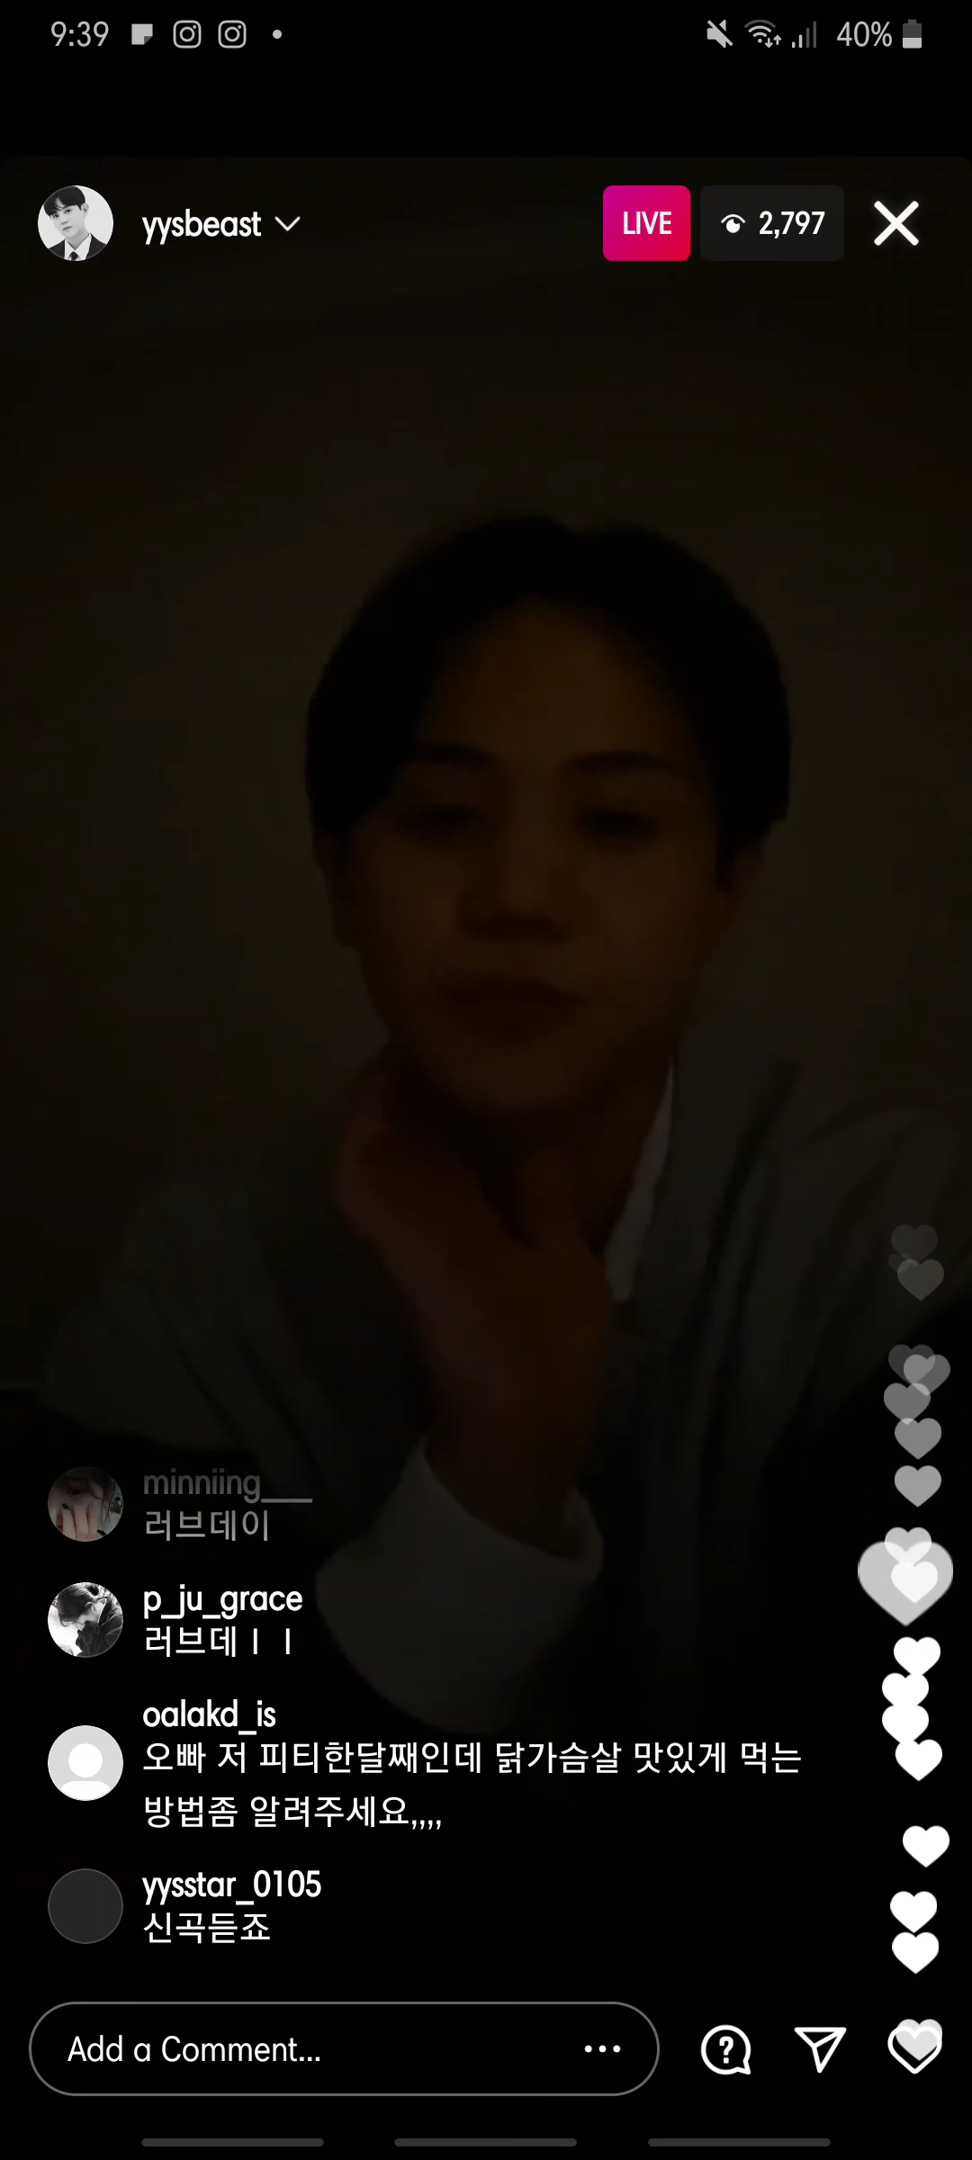 9:39
40%
yysbeast
LIVE
2,797
minniing___
러브데이
p_ju_grace
러브데ㅣㅣ
oalakd_is
오빠 저 피티한달째인데 닭가슴살 맛있게 먹는
방법좀 알려주세요,,,,
yysstar_0105
신곡듣죠
Add a Comment...